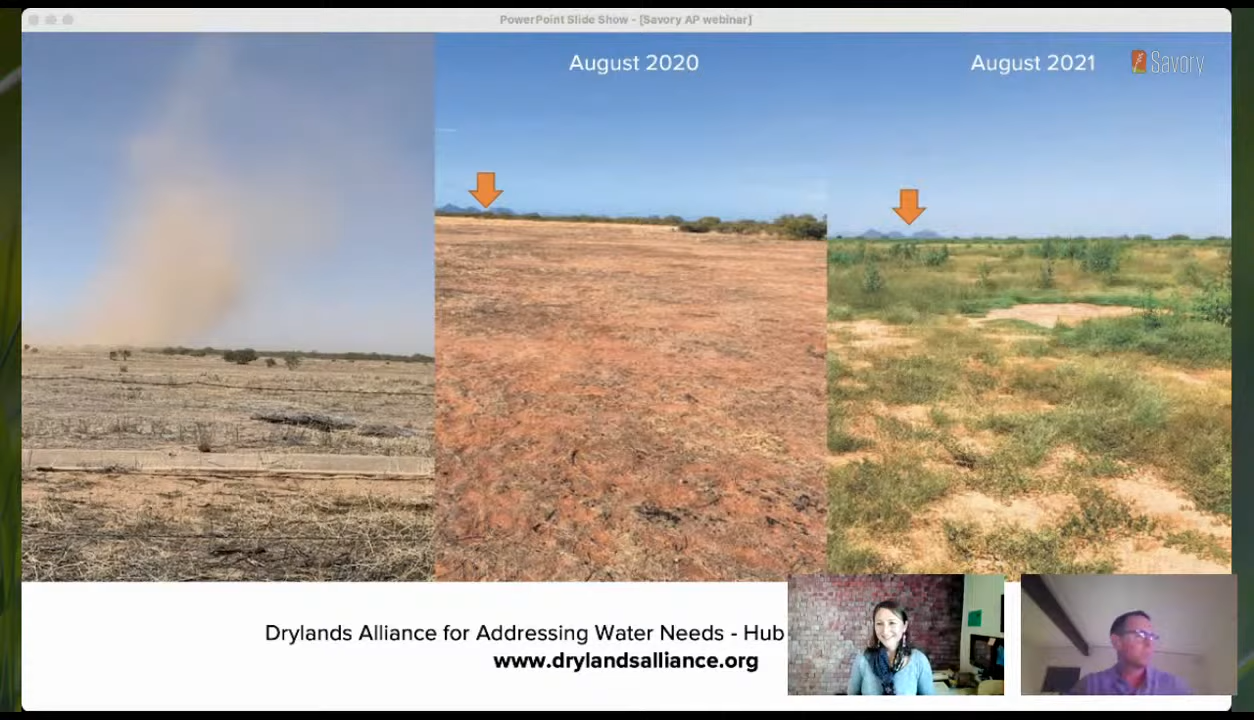 PowerPoint Slide Show - [Savory AP webinar]
August 2020
August 2021
Savory
Drylands Alliance for Addressing Water Needs - Hub
www.drylandsalliance.org